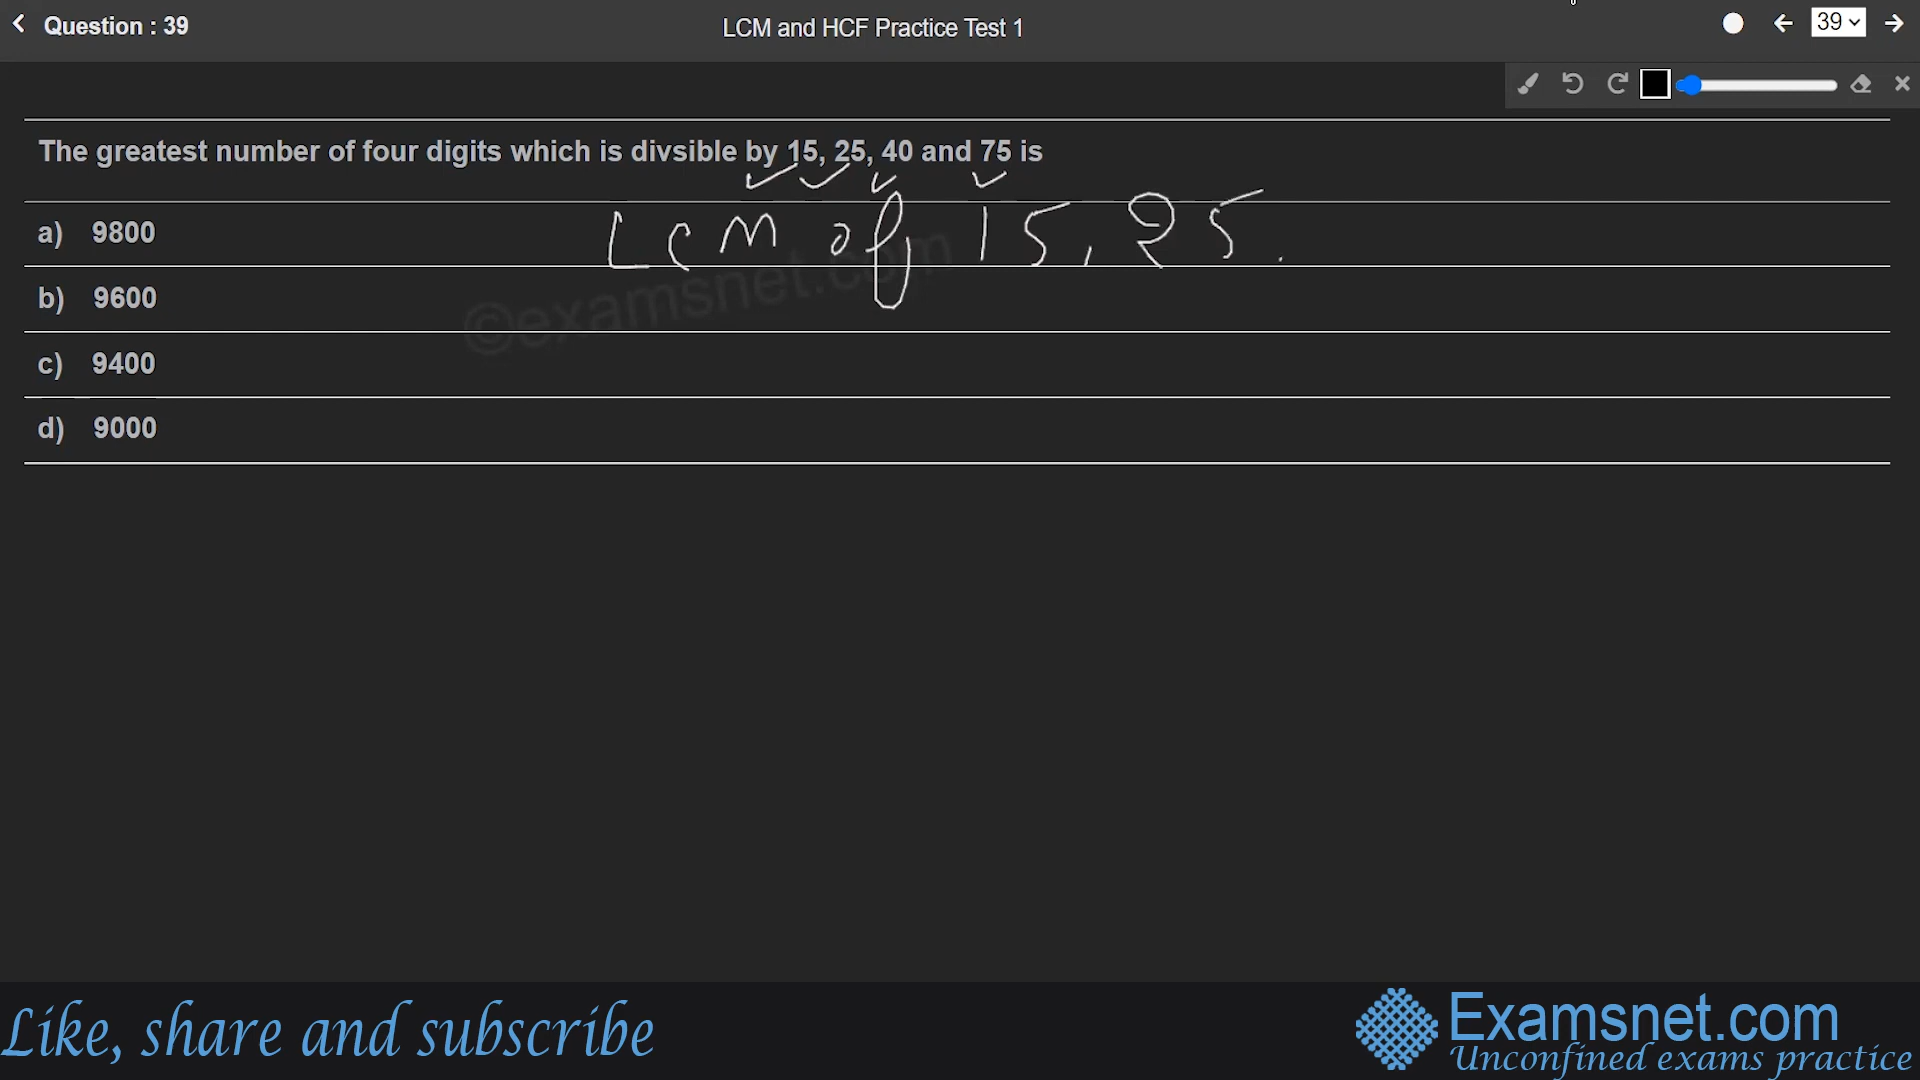 Question : 39
LCM and HCF Practice Test 1
39
The greatest number of four digits which is divsible by 15, 25, 40 and 75 is
LCM of 15, 25.
a) 9800
b) 9600
c) 9400
d) 9000
©examsnet.com
Like, share and subscribe
Examsnet.com
Unconfined exams practice